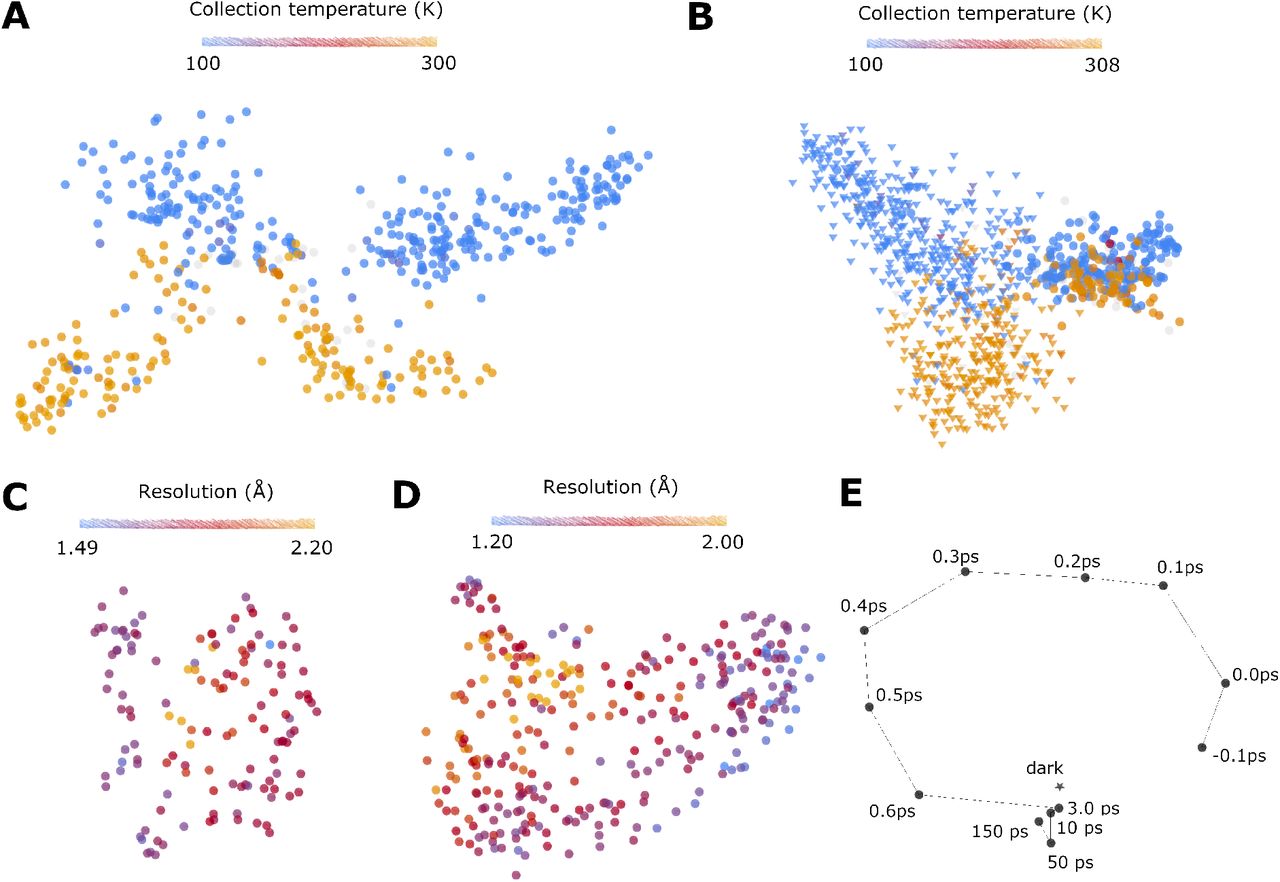 A
Collection temperature (K)
100 300
B
Collection temperature (K)
100 308
C
Resolution (Å)
1.49 2.20
D
Resolution (Å)
1.20 2.00
E
0.3ps
0.2ps
0.1ps
0.4ps
0.0ps
0.5ps
-0.1ps
dark
0.6ps
3.0 ps
150 ps
10 ps
50 ps